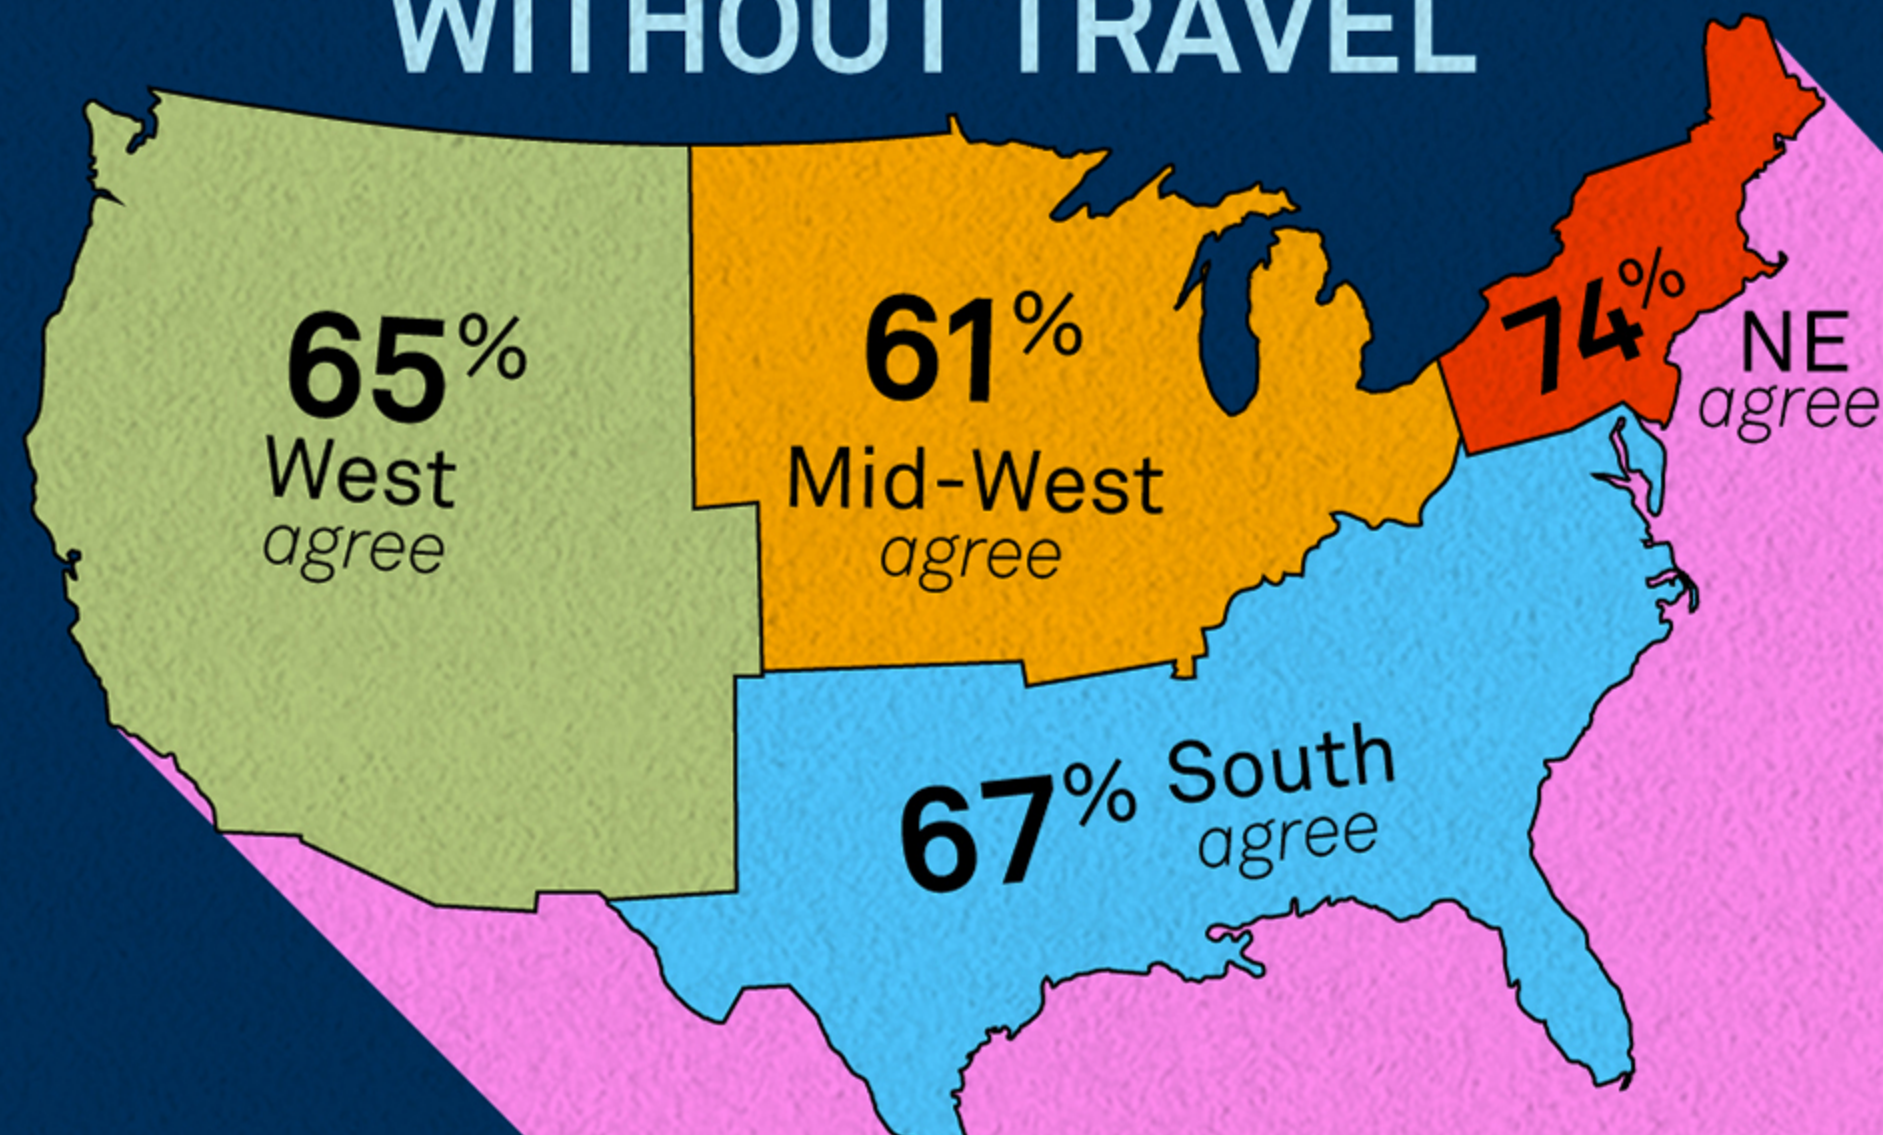 WITHOUT TRAVEL
65%
West
agree
61%
Mid-West
agree
74%
NE
agree
67% South
agree